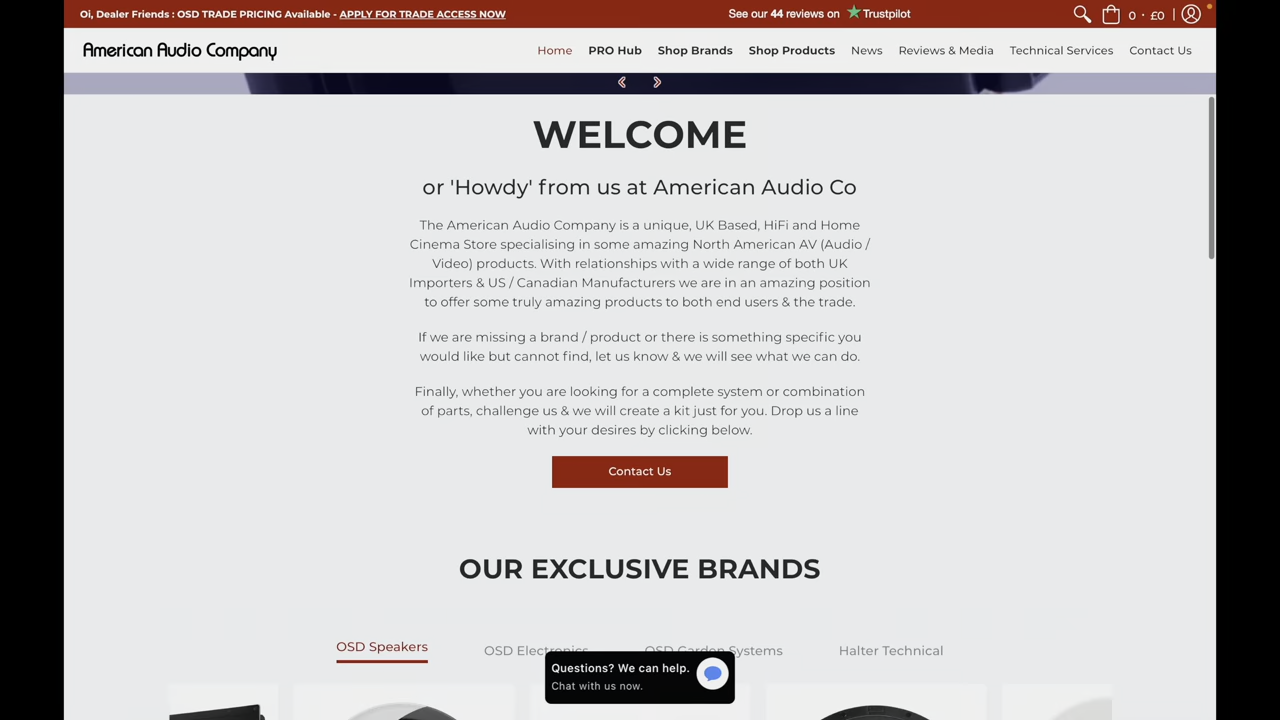 Oi, Dealer Friends : OSD TRADE PRICING Available - APPLY FOR TRADE ACCESS NOW
See our 44 reviews on Trustpilot
0 · £0 |
American Audio Company
Home PRO Hub Shop Brands Shop Products News Reviews & Media Technical Services Contact Us
WELCOME
or 'Howdy' from us at American Audio Co
The American Audio Company is a unique, UK Based, HiFi and Home
Cinema Store specialising in some amazing North American AV (Audio /
Video) products. With relationships with a wide range of both UK
Importers & US / Canadian Manufacturers we are in an amazing position
to offer some truly amazing products to both end users & the trade.
If we are missing a brand / product or there is something specific you
would like but cannot find, let us know & we will see what we can do.
Finally, whether you are looking for a complete system or combination
of parts, challenge us & we will create a kit just for you. Drop us a line
with your desires by clicking below.
Contact Us
OUR EXCLUSIVE BRANDS
OSD Speakers OSD Electronics OSD Garden Systems Halter Technical
Questions? We can help.
Chat with us now.